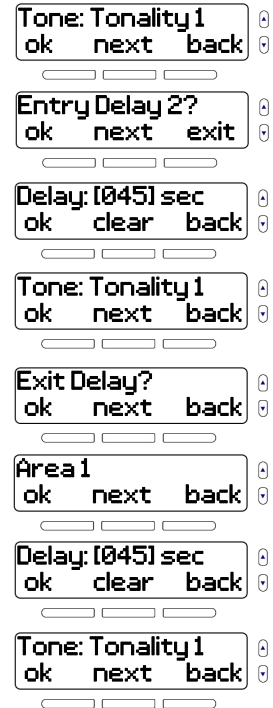 Tone: Tonality 1
ok next back
Entry Delay 2?
ok next exit
Delay: [045] sec
ok clear back
Tone: Tonality 1
ok next back
Exit Delay?
ok next back
Area 1
ok next back
Delay: [045] sec
ok clear back
Tone: Tonality 1
ok next back